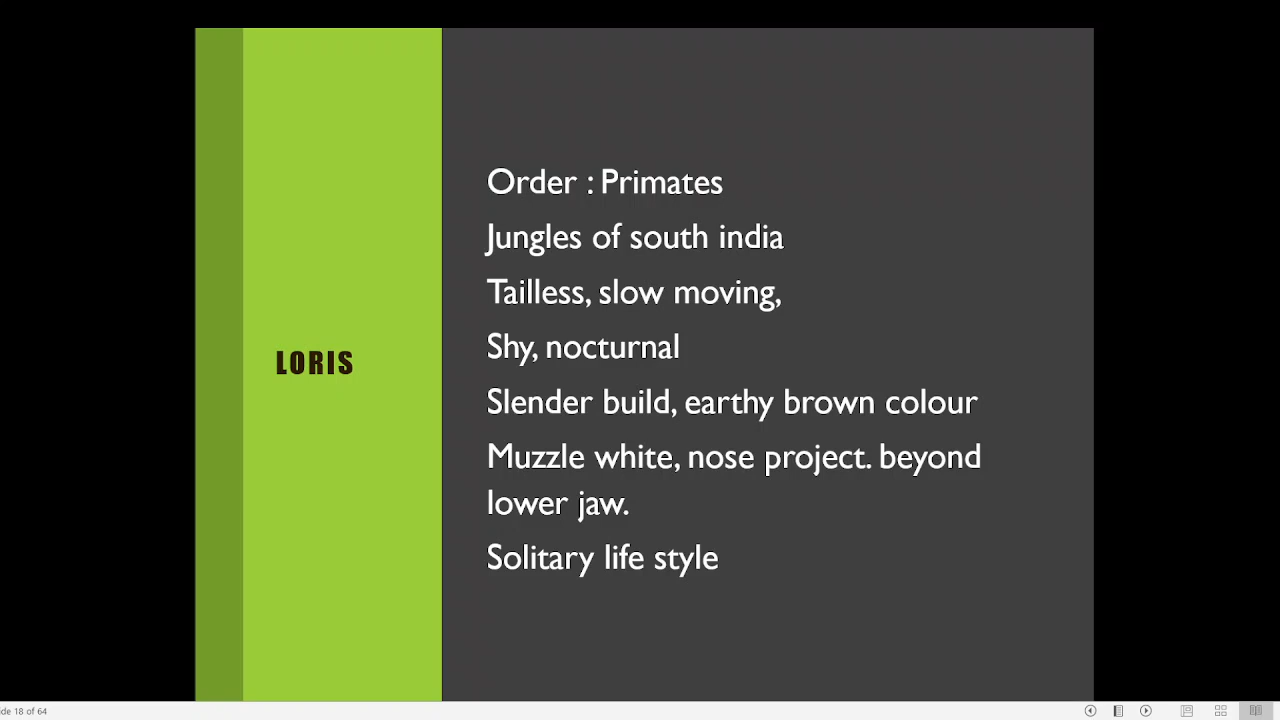 LORIS
Order : Primates
Jungles of south india
Tailless, slow moving,
Shy, nocturnal
Slender build, earthy brown colour
Muzzle white, nose project. beyond
lower jaw.
Solitary life style
ide 18 of 64